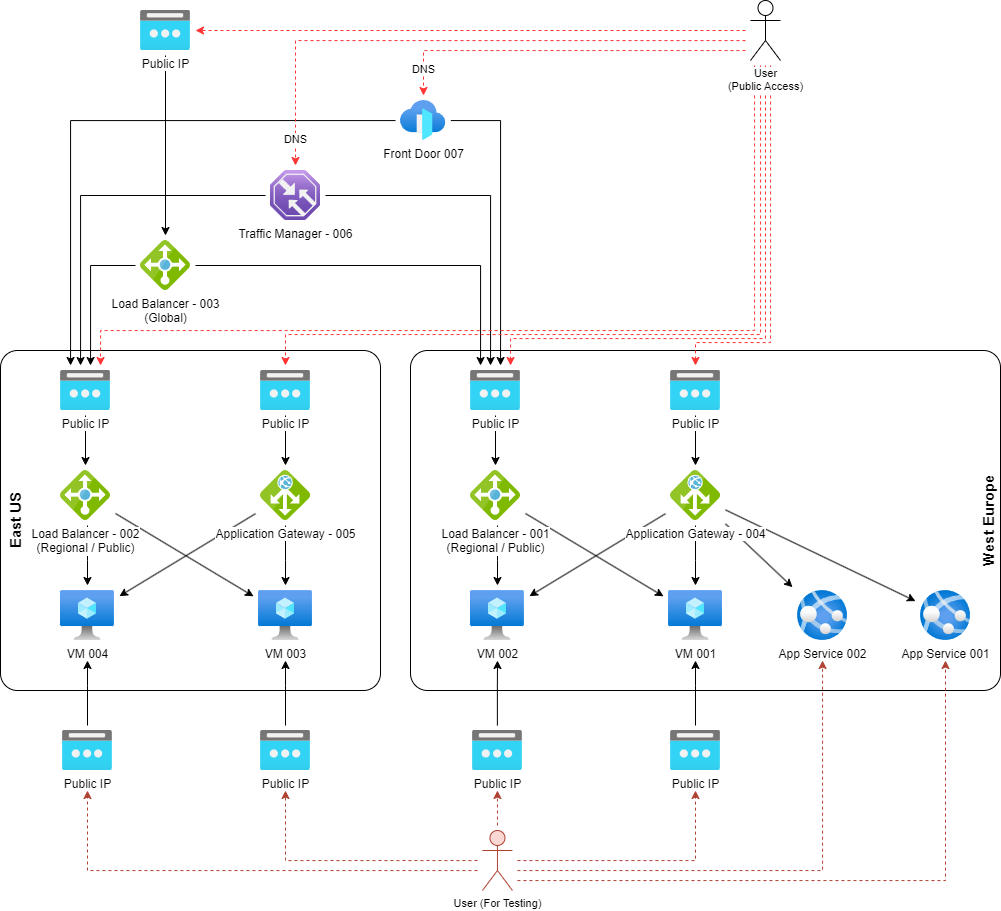 Public IP
User
(Public Access)
DNS
Front Door 007
DNS
Traffic Manager - 006
Load Balancer - 003
(Global)
East US
Public IP
Public IP
Load Balancer - 002
(Regional / Public)
Application Gateway - 005
VM 004
VM 003
West Europe
Public IP
Public IP
Load Balancer - 001
(Regional / Public)
Application Gateway - 004
VM 002
VM 001
App Service 002
App Service 001
Public IP
Public IP
Public IP
Public IP
User (For Testing)